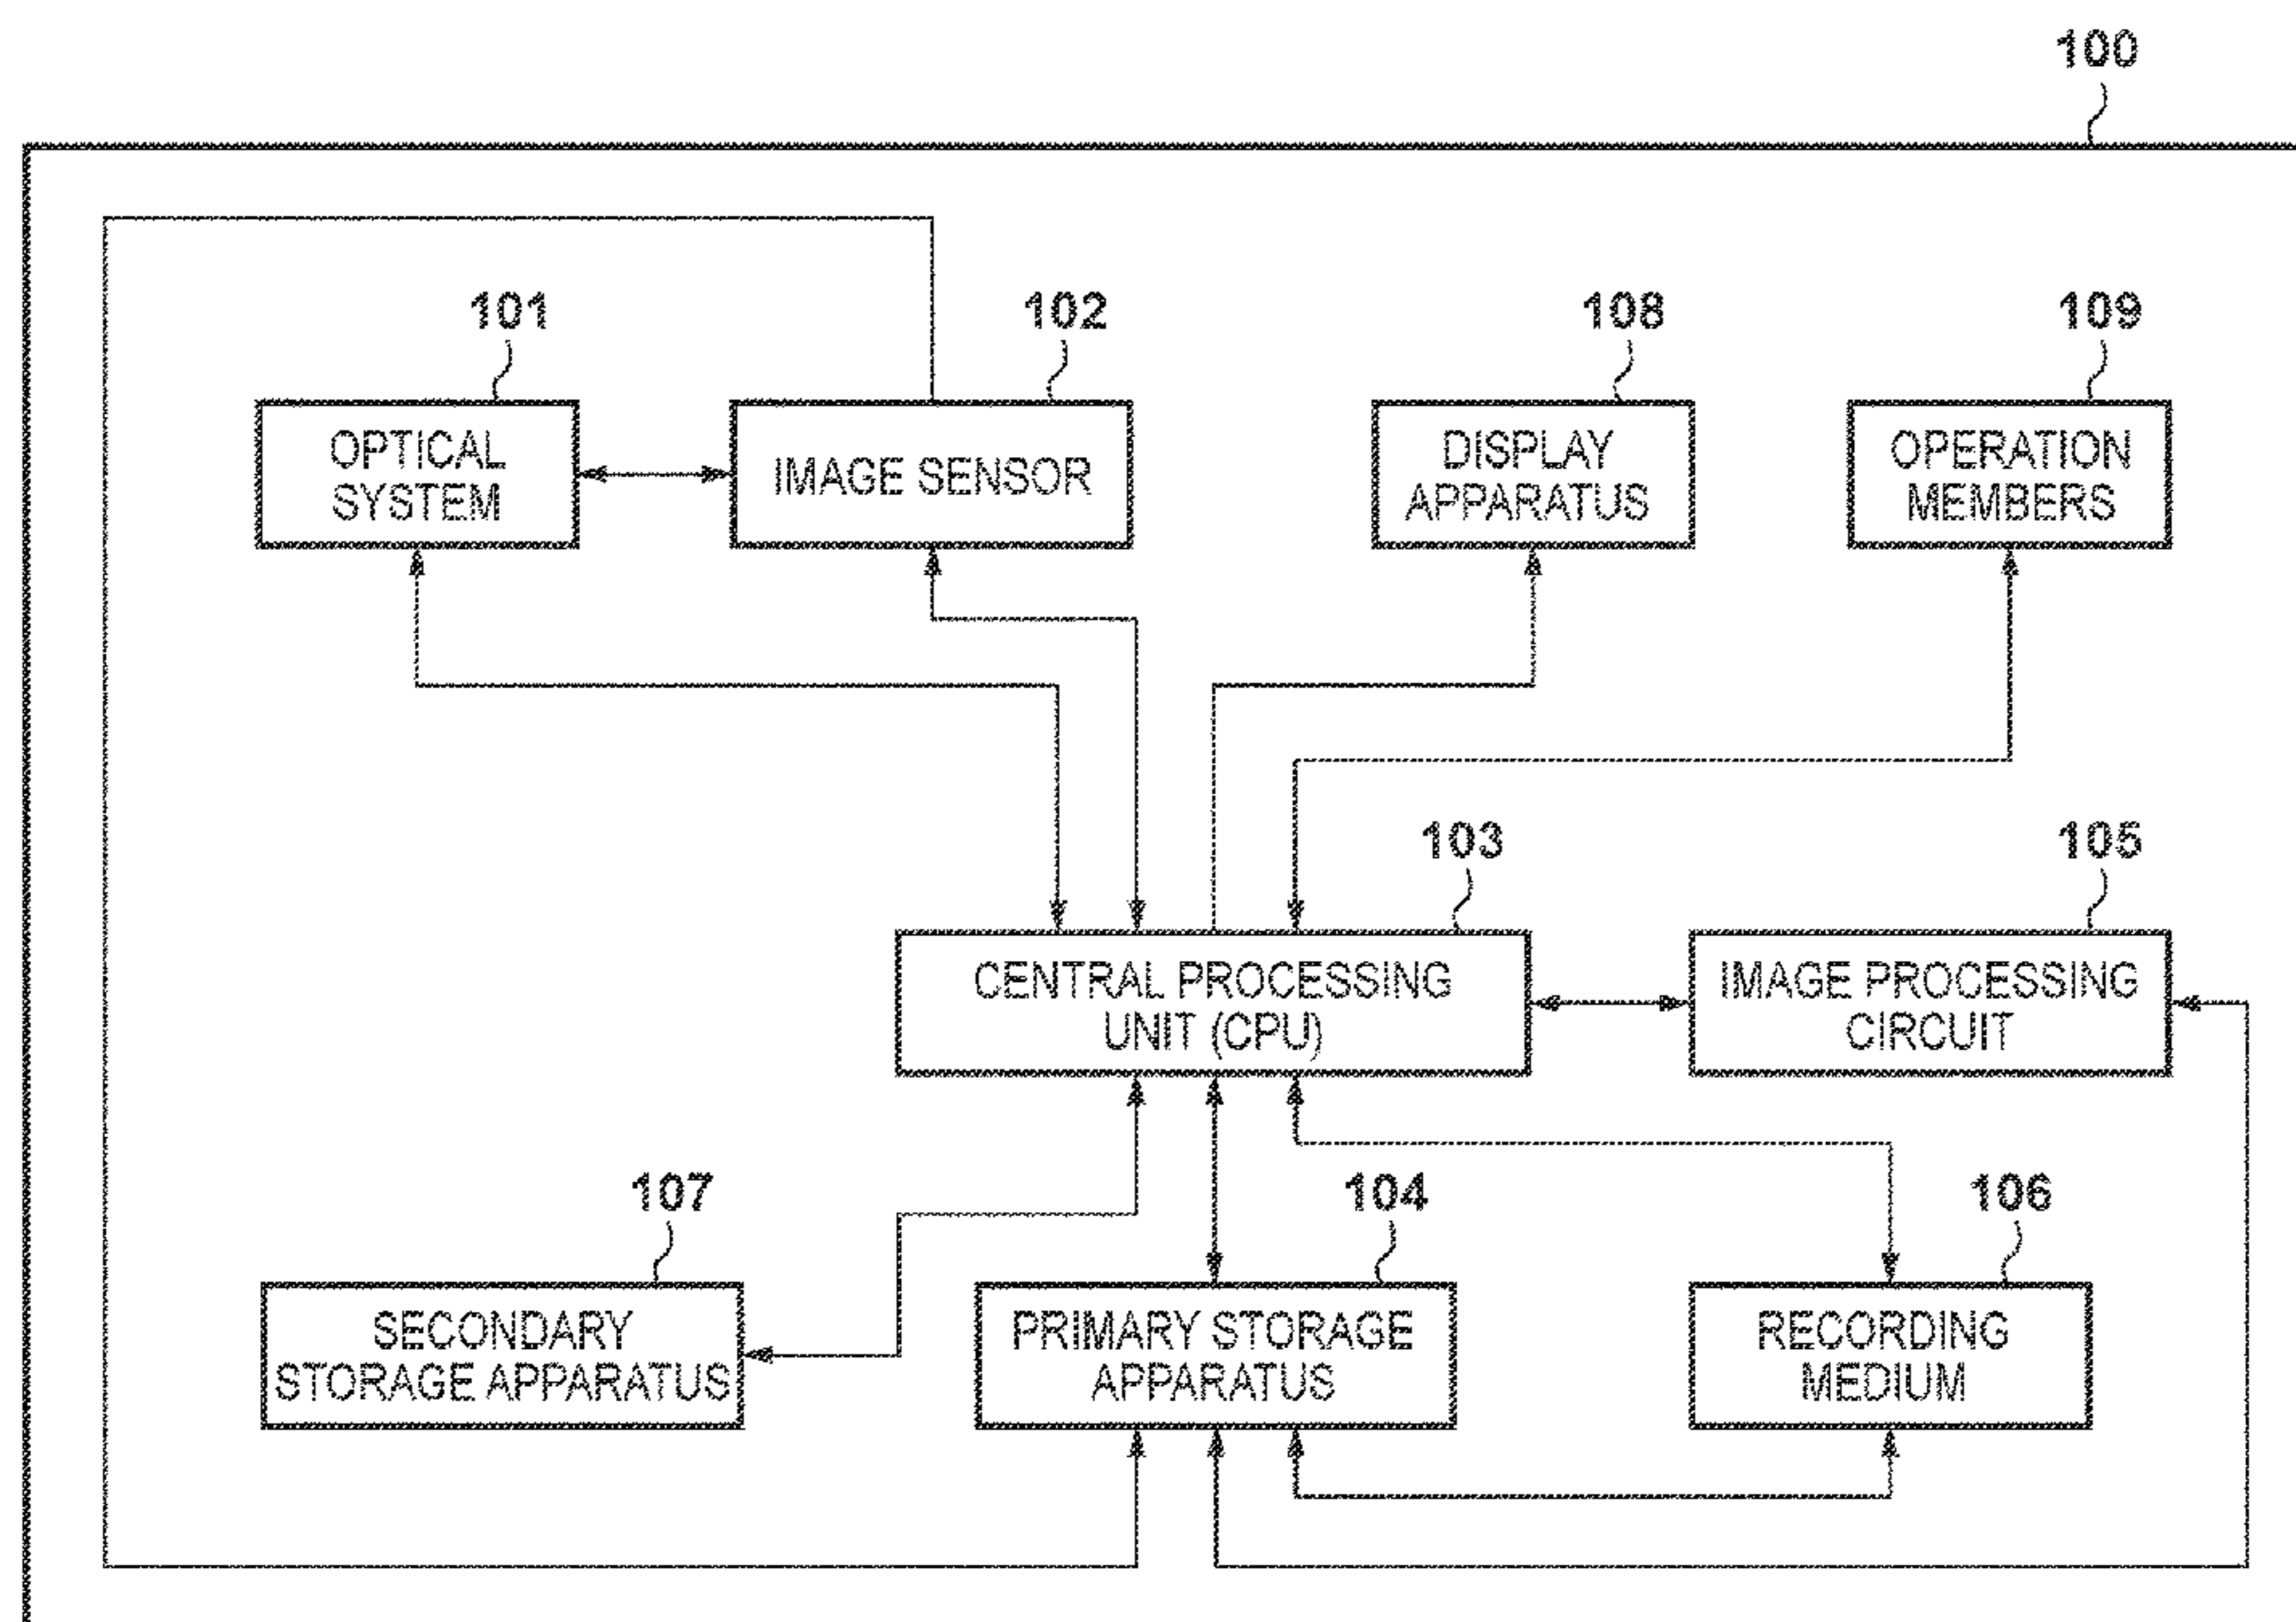 100
101
102
108
109
OPTICAL
SYSTEM
IMAGE SENSOR
DISPLAY
APPARATUS
OPERATION
MEMBERS
103
105
CENTRAL PROCESSING
UNIT (CPU)
IMAGE PROCESSING
CIRCUIT
107
104
106
SECONDARY
STORAGE APPARATUS
PRIMARY STORAGE
APPARATUS
RECORDING
MEDIUM